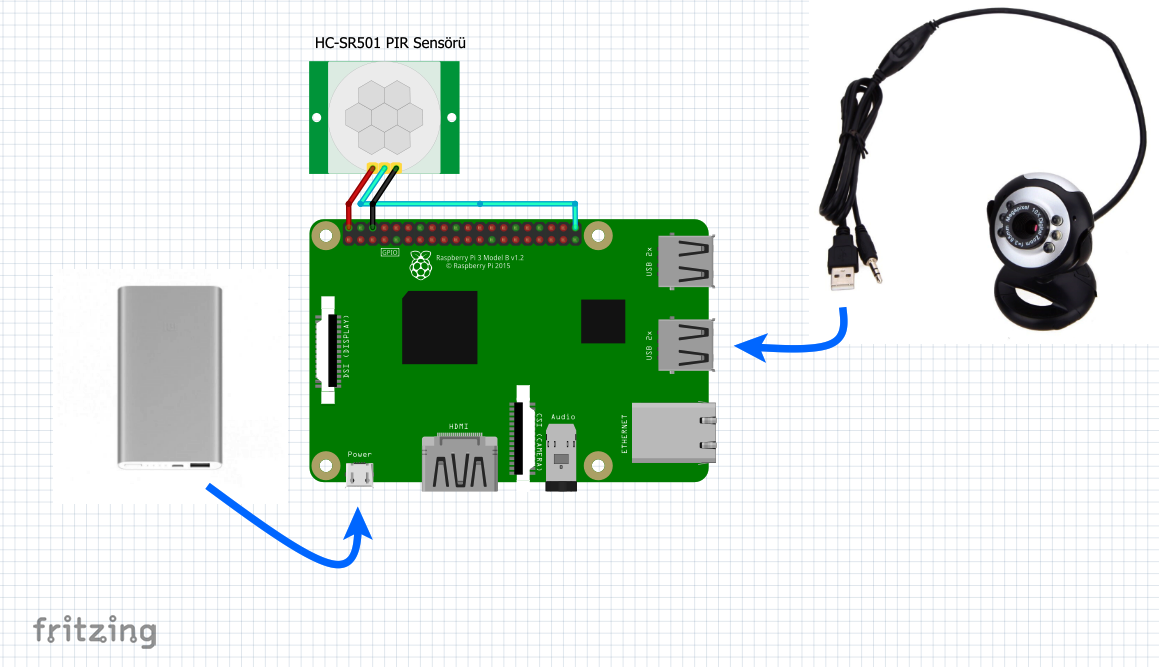 HC-SR501 PIR Sensörü
GPIO
Raspberry Pi 3 Model B v1.2
© Raspberry Pi 2015
USB 2x
USB 2x
DSI (DISPLAY)
ETHERNET
CSI (CAMERA)
Audio
HDMI
Power
fritzing